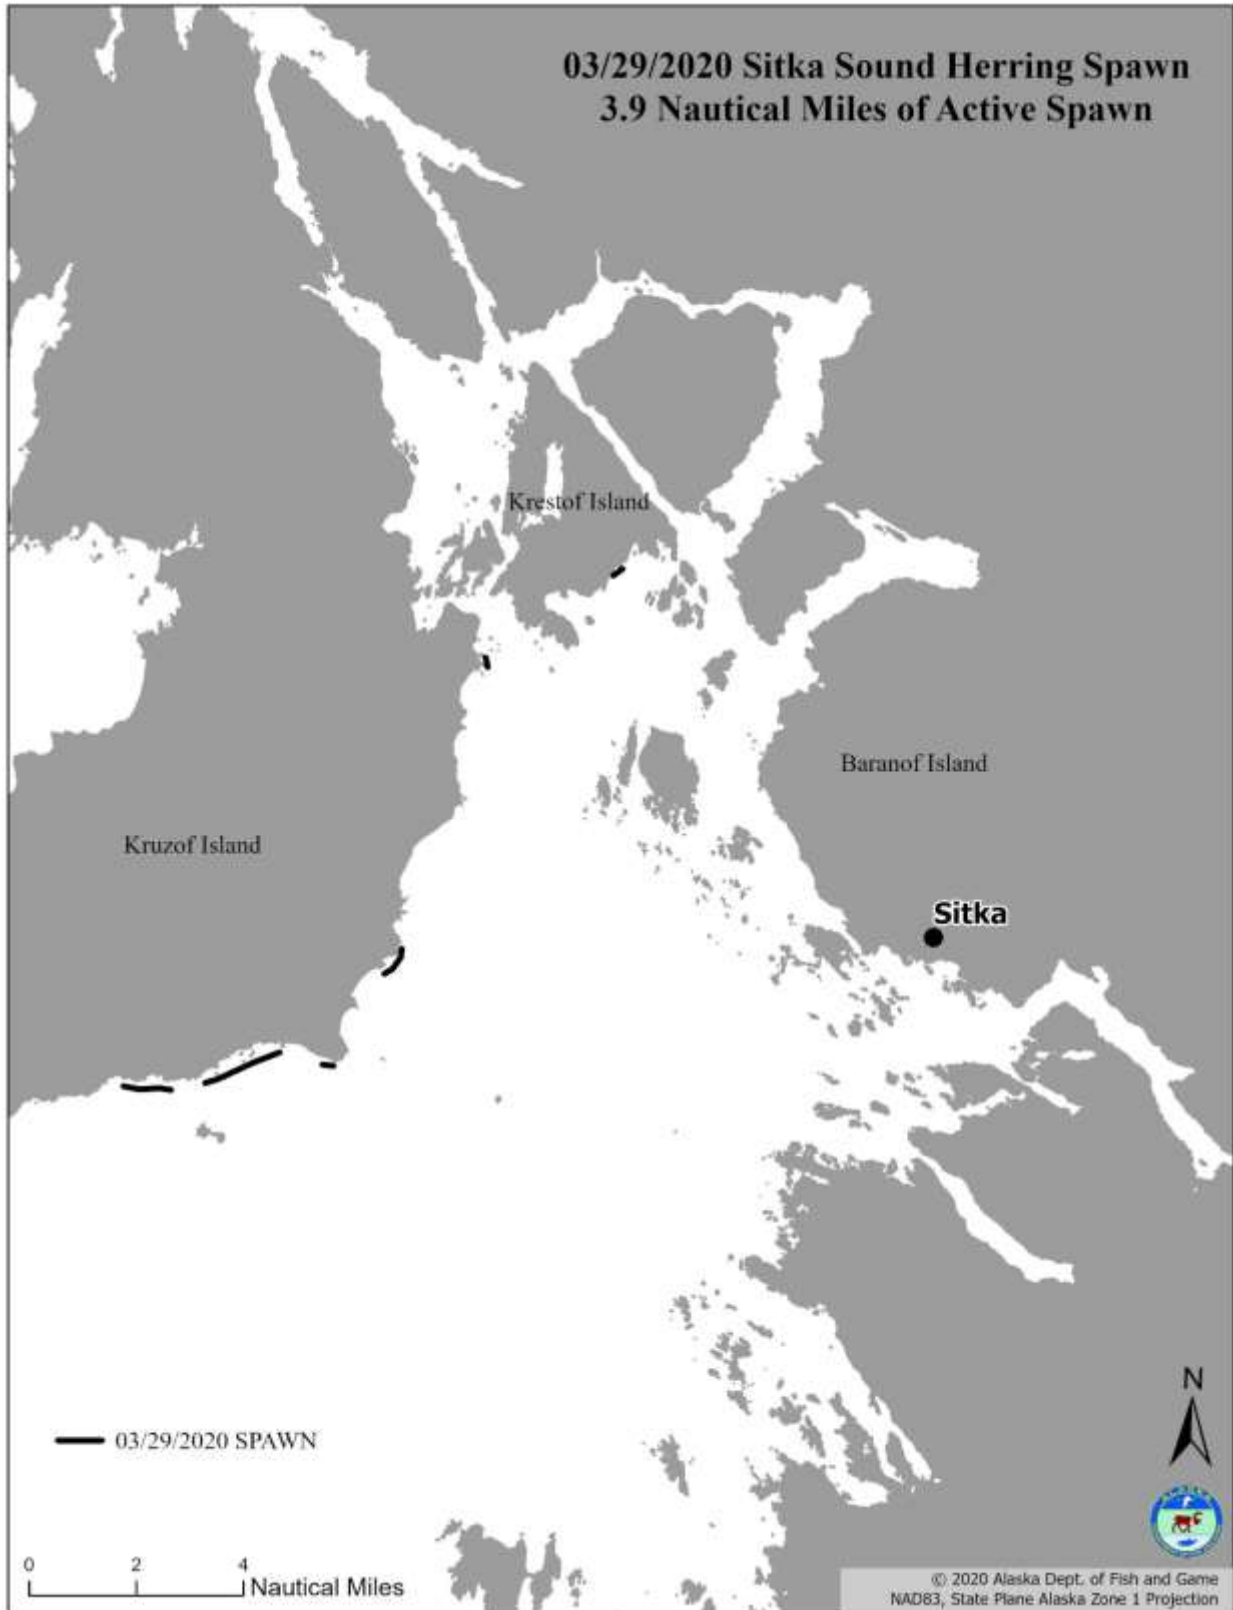 03/29/2020 Sitka Sound Herring Spawn
3.9 Nautical Miles of Active Spawn
Krestof Island
Baranof Island
Kruzof Island
Sitka
N
03/29/2020 SPAWN
0 2 4 Nautical Miles
© 2020 Alaska Dept. of Fish and Game
NAD83, State Plane Alaska Zone 1 Projection